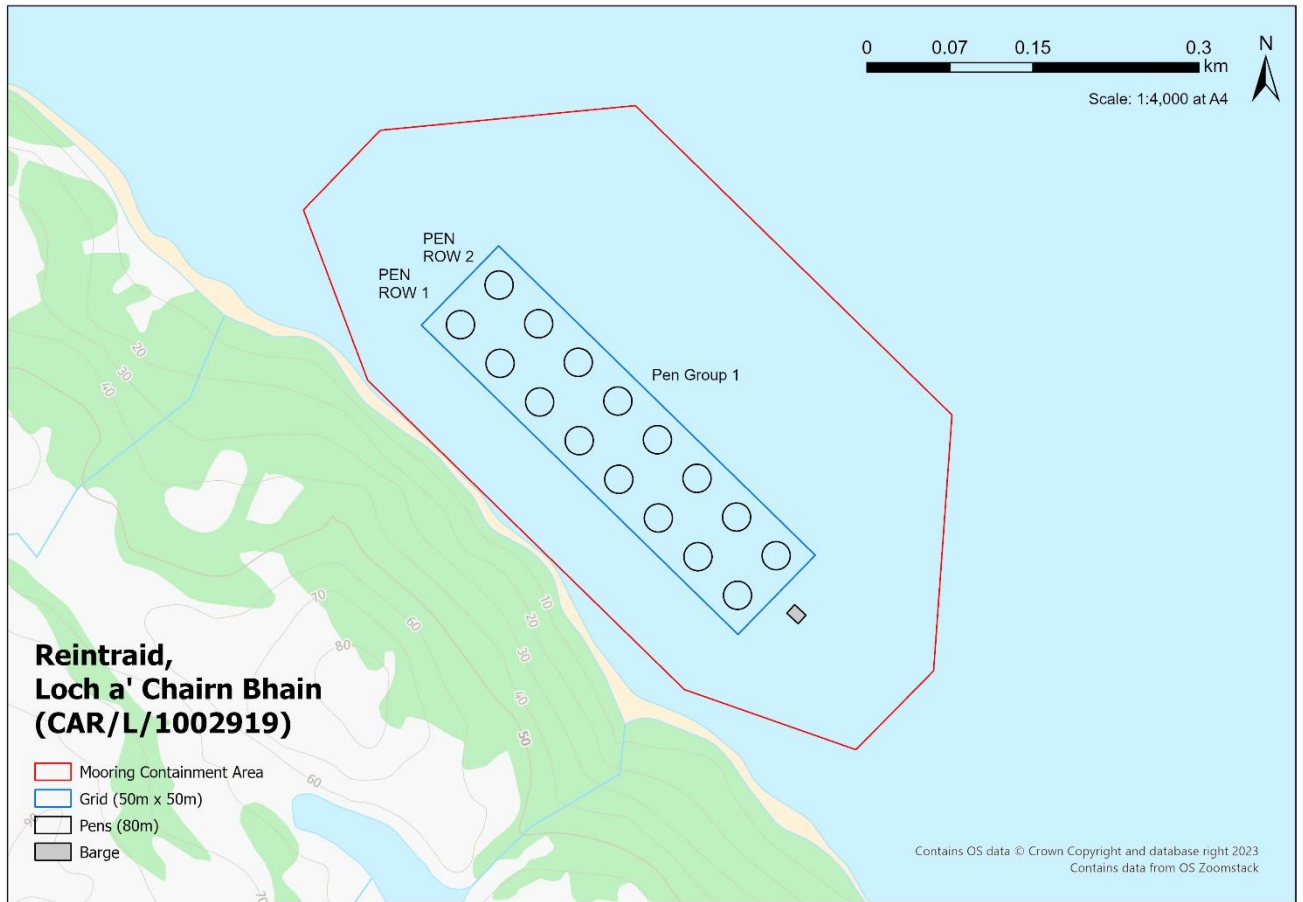 0 0.07 0.15 0.3
km
N
Scale: 1:4,000 at A4
PEN
ROW 2
PEN
ROW 1
Pen Group 1
20
30
40
10
20
30
40
50
70
60
80
60
70
Reintraid,
Loch a' Chairn Bhain
(CAR/L/1002919)
Mooring Containment Area
Grid (50m x 50m)
Pens (80m)
Barge
Contains OS data © Crown Copyright and database right 2023
Contains data from OS Zoomstack